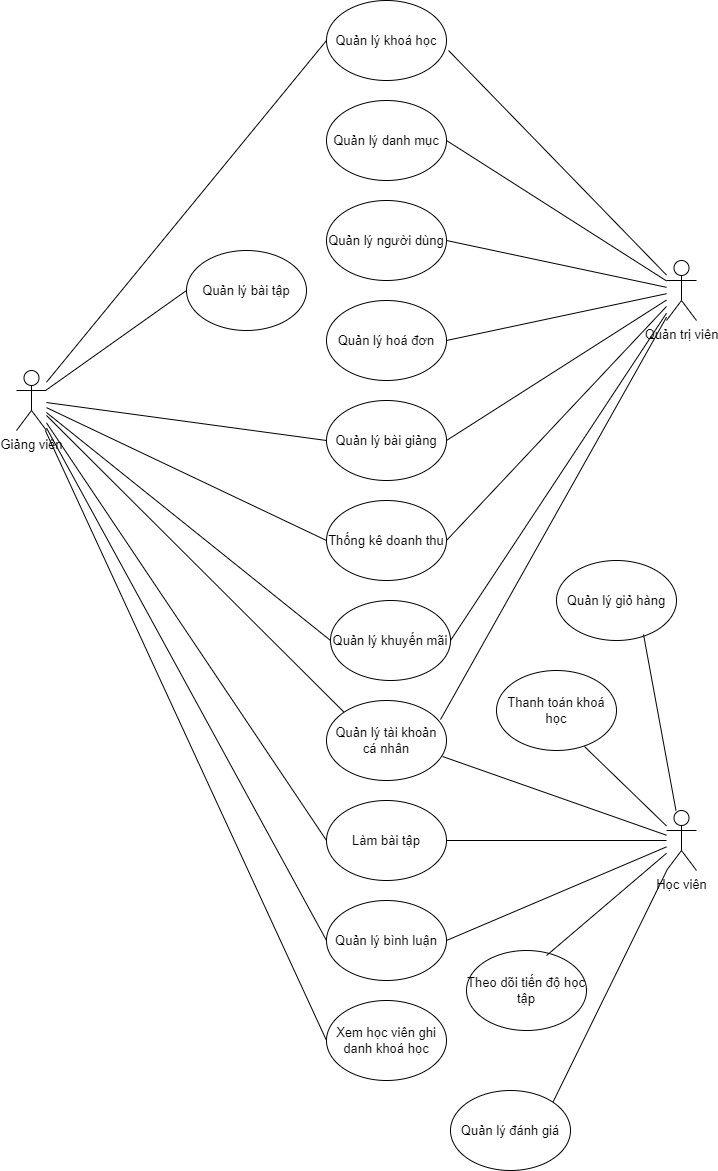 Quản lý khoá học
Quản lý danh mục
Quản lý người dùng
Quản lý bài tập
Quản lý hoá đơn
Quản trị viên
Quản lý bài giảng
Giảng viên
Thống kê doanh thu
Quản lý giỏ hàng
Quản lý khuyến mãi
Thanh toán khoá
học
Quản lý tài khoản
cá nhân
Làm bài tập
Học viên
Quản lý bình luận
Theo dõi tiến độ học
tập
Xem học viên ghi
danh khoá học
Quản lý đánh giá